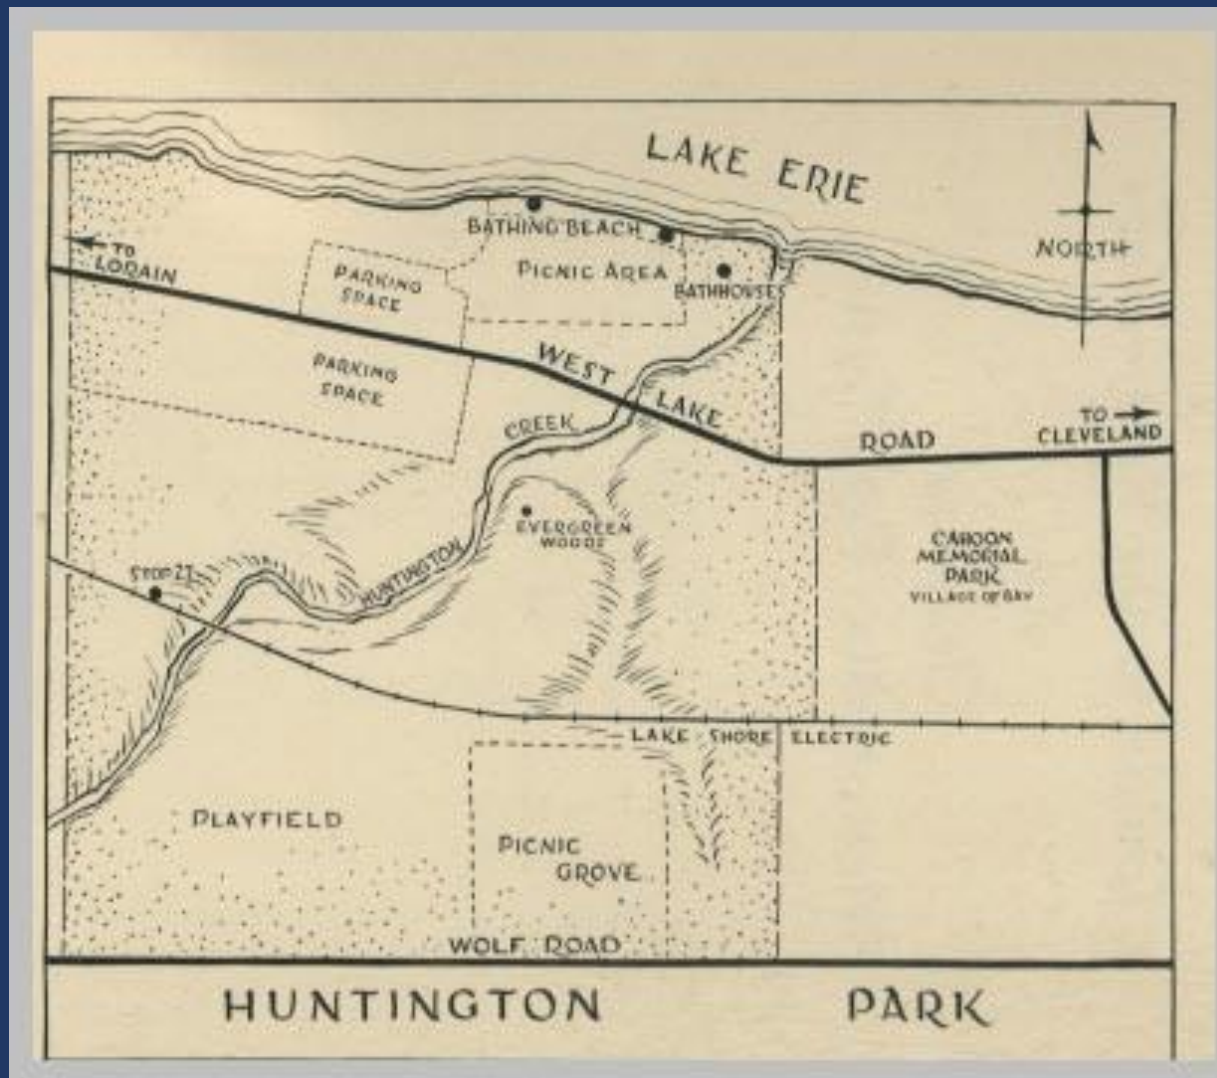 LAKE ERIE
NORTH
BATHING BEACH
TO
LORAIN
PARKING
SPACE
PICNIC AREA
BATHHOUSES
PARKING
SPACE
WEST LAKE ROAD
TO
CLEVELAND
CREEK
HUNTINGTON
EVERGREEN
WOODS
CAHOON
MEMORIAL
PARK
VILLAGE OF BAY
STOP 27
LAKE SHORE ELECTRIC
PLAYFIELD
PICNIC
GROVE
WOLF ROAD
HUNTINGTON PARK